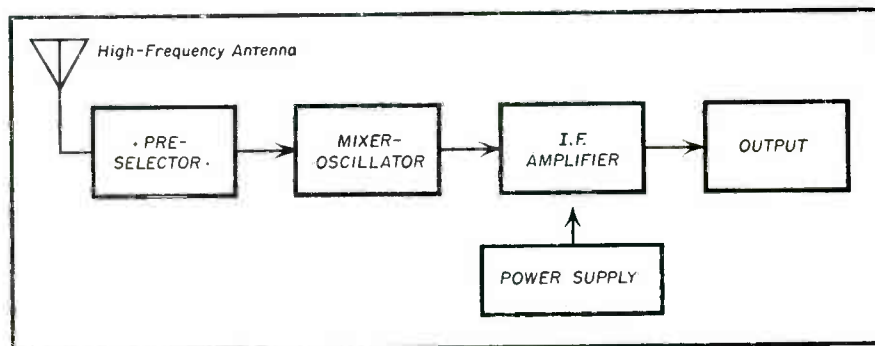 High-Frequency Antenna
· PRE-
SELECTOR ·
MIXER-
OSCILLATOR
I.F.
AMPLIFIER
OUTPUT
POWER SUPPLY